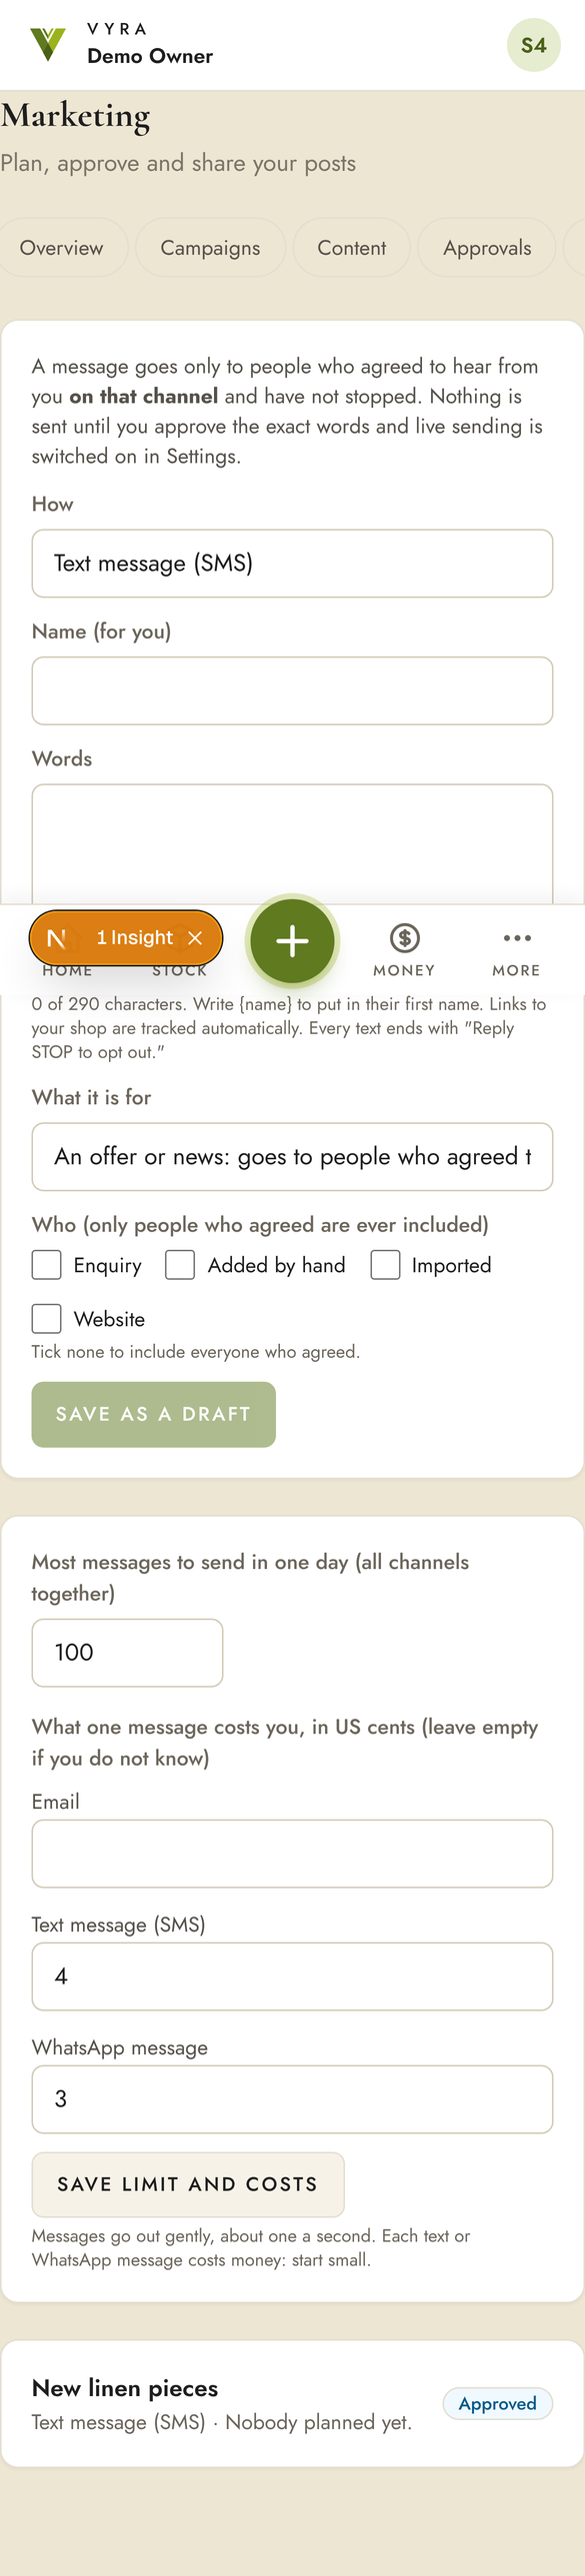 VYRA
Demo Owner
S4
Marketing
Plan, approve and share your posts
Overview
Campaigns
Content
Approvals
A message goes only to people who agreed to hear from
you on that channel and have not stopped. Nothing is
sent until you approve the exact words and live sending is
switched on in Settings.
How
Text message (SMS)
Name (for you)
Words
N 1 Insight
HOME
STOCK
MONEY
MORE
0 of 290 characters. Write {name} to put in their first name. Links to
your shop are tracked automatically. Every text ends with "Reply
STOP to opt out."
What it is for
An offer or news: goes to people who agreed t
Who (only people who agreed are ever included)
Enquiry
Added by hand
Imported
Website
Tick none to include everyone who agreed.
SAVE AS A DRAFT
Most messages to send in one day (all channels
together)
100
What one message costs you, in US cents (leave empty
if you do not know)
Email
Text message (SMS)
4
WhatsApp message
3
SAVE LIMIT AND COSTS
Messages go out gently, about one a second. Each text or
WhatsApp message costs money: start small.
New linen pieces
Approved
Text message (SMS) · Nobody planned yet.